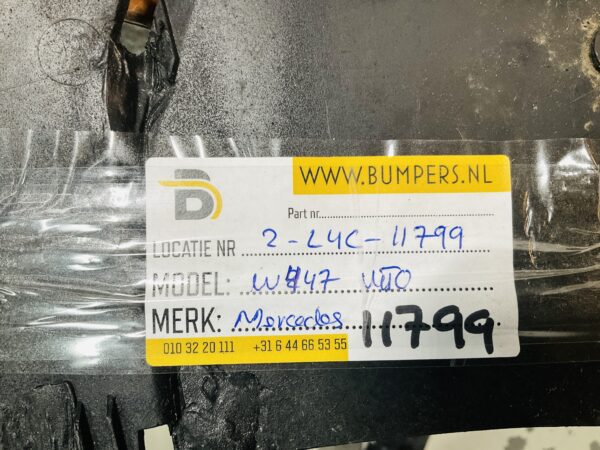 WWW.BUMPERS.NL
B
Part nr
LOCATIE NR 2-L4C-11799
MODEL: W447 VITO
MERK: Mercedes
11799
010 32 20 111 +31 6 44 66 53 55